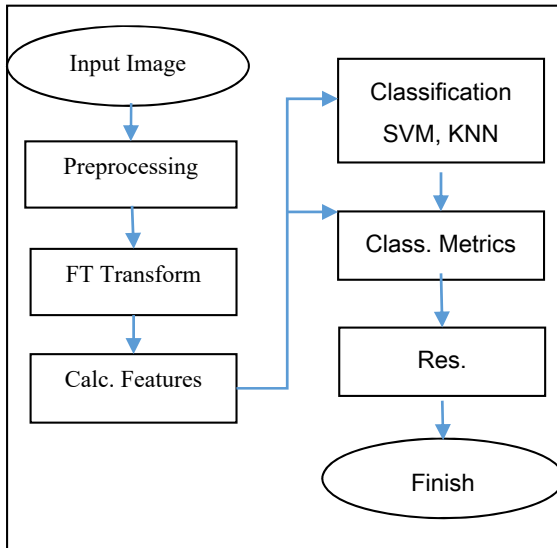 Input Image
Preprocessing
FT Transform
Calc. Features
Classification
SVM, KNN
Class. Metrics
Res.
Finish